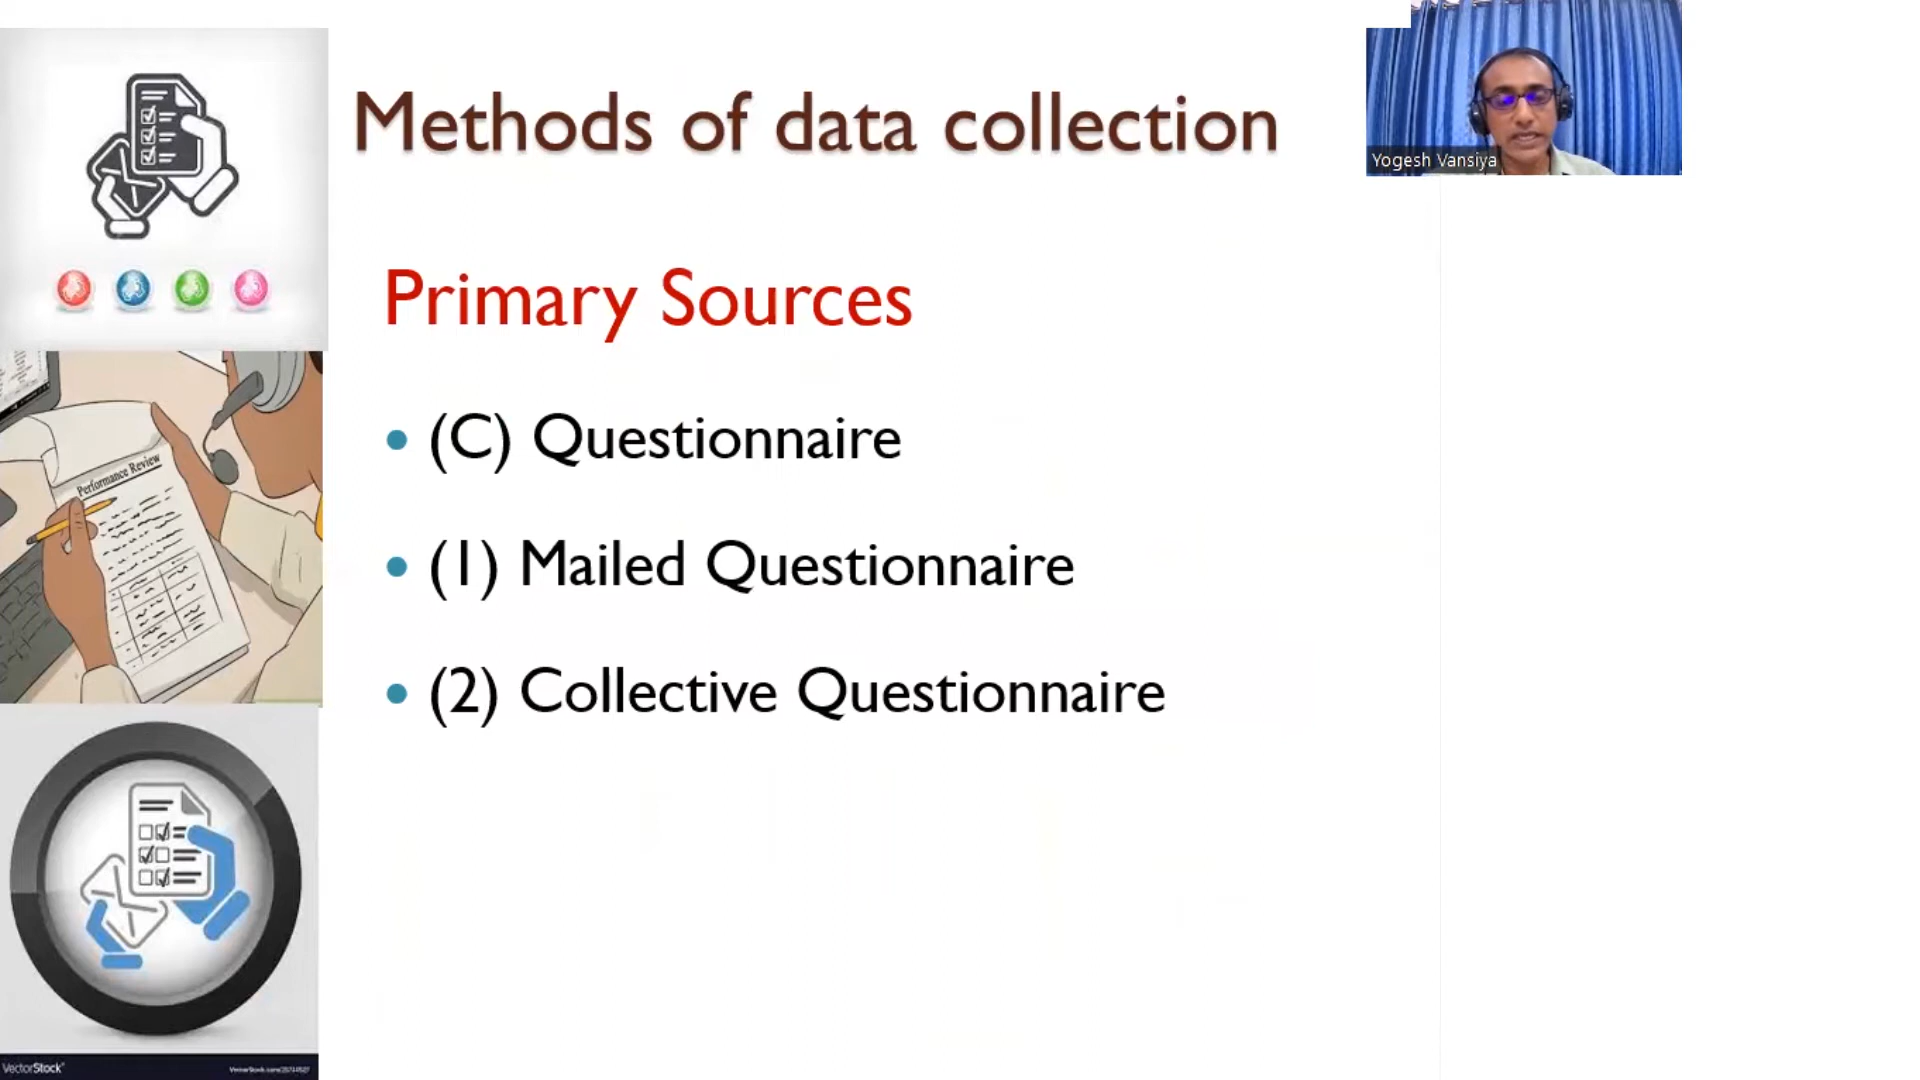 Methods of data collection
Yogesh Vansiya
Primary Sources
(C) Questionnaire
(1) Mailed Questionnaire
(2) Collective Questionnaire
Performance Review
VectorStock